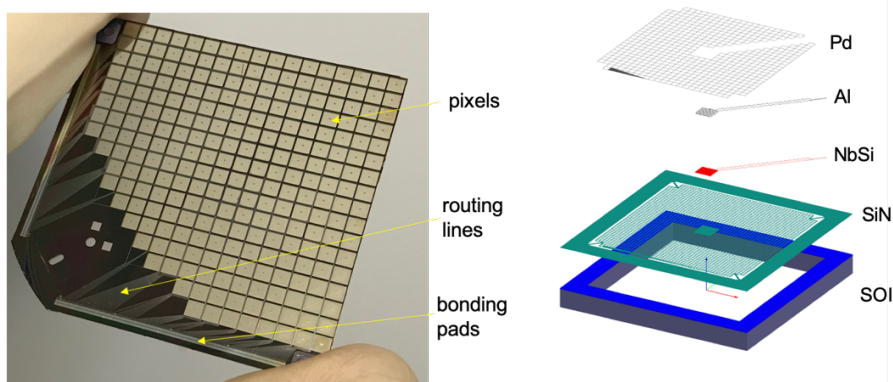 pixels
routing
lines
bonding
pads
Pd
Al
NbSi
SiN
SOI